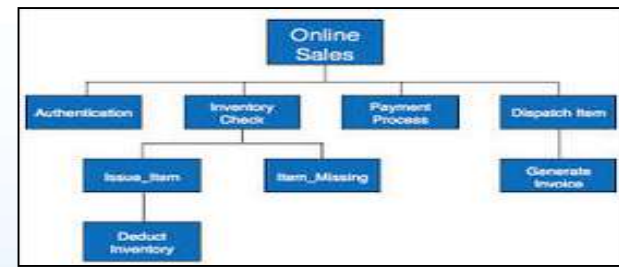 Online
Sales
Authentication
Inventory
Check
Payment
Process
Dispatch Item
Issue_Item
Item_Missing
Generate
Invoice
Deduct
Inventory